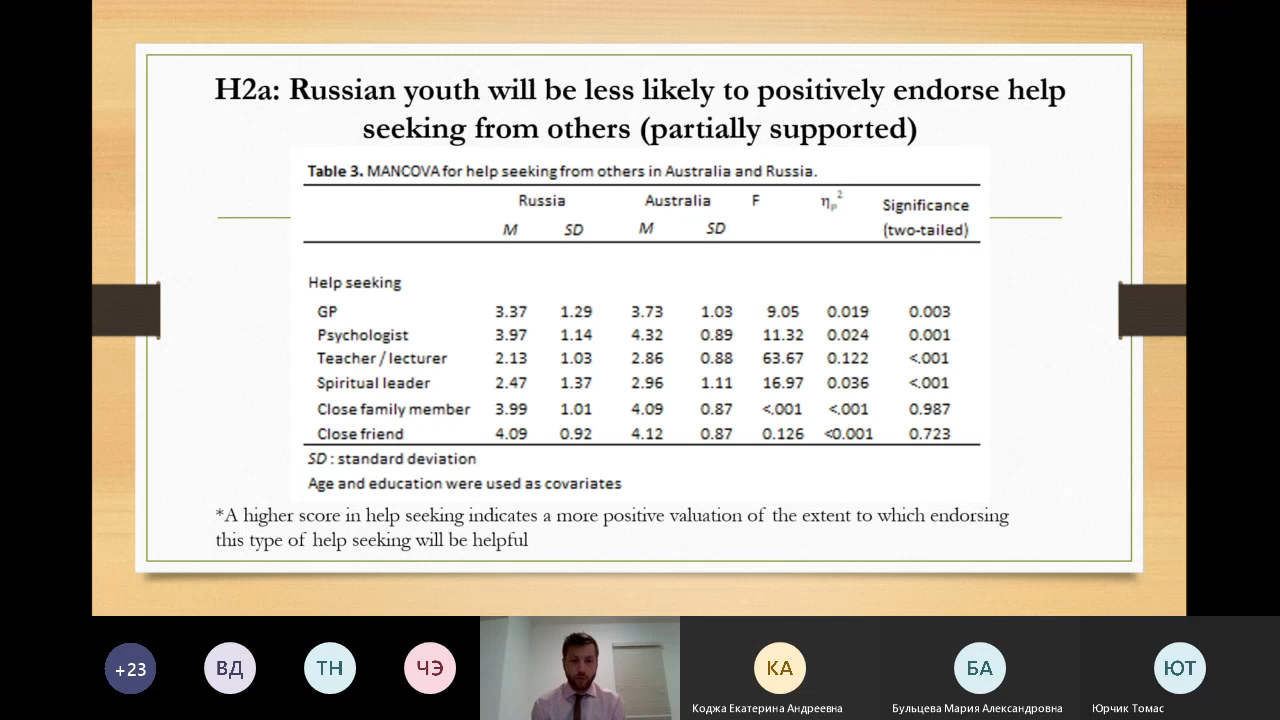 H2a: Russian youth will be less likely to positively endorse help
seeking from others (partially supported)
Table 3. MANCOVA for help seeking from others in Australia and Russia.
Russia Australia F ηp² Significance
M SD M SD (two-tailed)
Help seeking
GP 3.37 1.29 3.73 1.03 9.05 0.019 0.003
Psychologist 3.97 1.14 4.32 0.89 11.32 0.024 0.001
Teacher / lecturer 2.13 1.03 2.86 0.88 63.67 0.122 <.001
Spiritual leader 2.47 1.37 2.96 1.11 16.97 0.036 <.001
Close family member 3.99 1.01 4.09 0.87 <.001 <.001 0.987
Close friend 4.09 0.92 4.12 0.87 0.126 <0.001 0.723
SD : standard deviation
Age and education were used as covariates
*A higher score in help seeking indicates a more positive valuation of the extent to which endorsing
this type of help seeking will be helpful
+23 ВД ТН ЧЭ КА БА ЮТ
Коджа Екатерина Андреевна Бульцева Мария Александровна Юрчик Томас